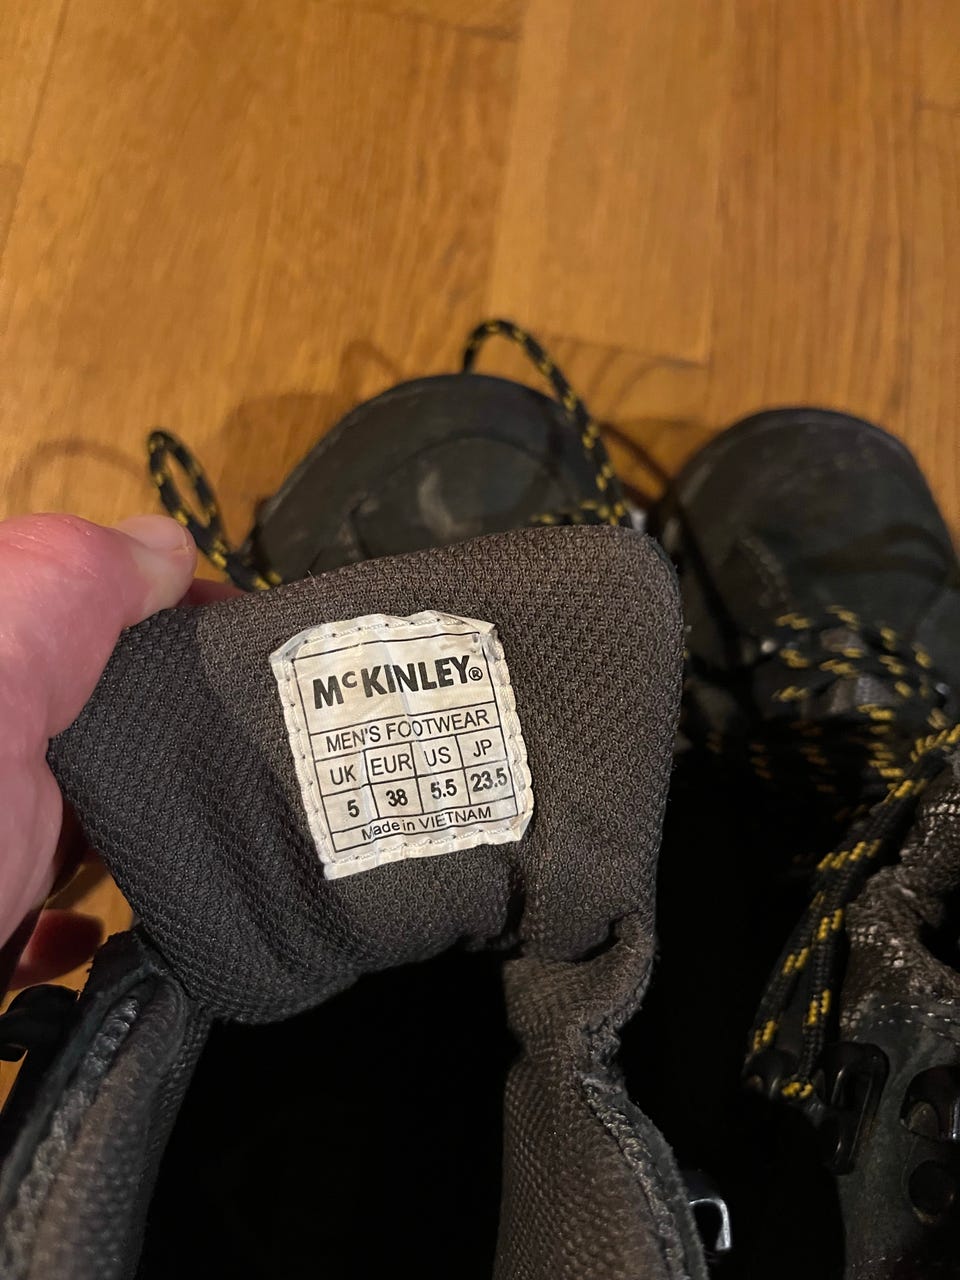 McKINLEY®
MEN'S FOOTWEAR
UK EUR US JP
5 38 5.5 23.5
Made in VIETNAM